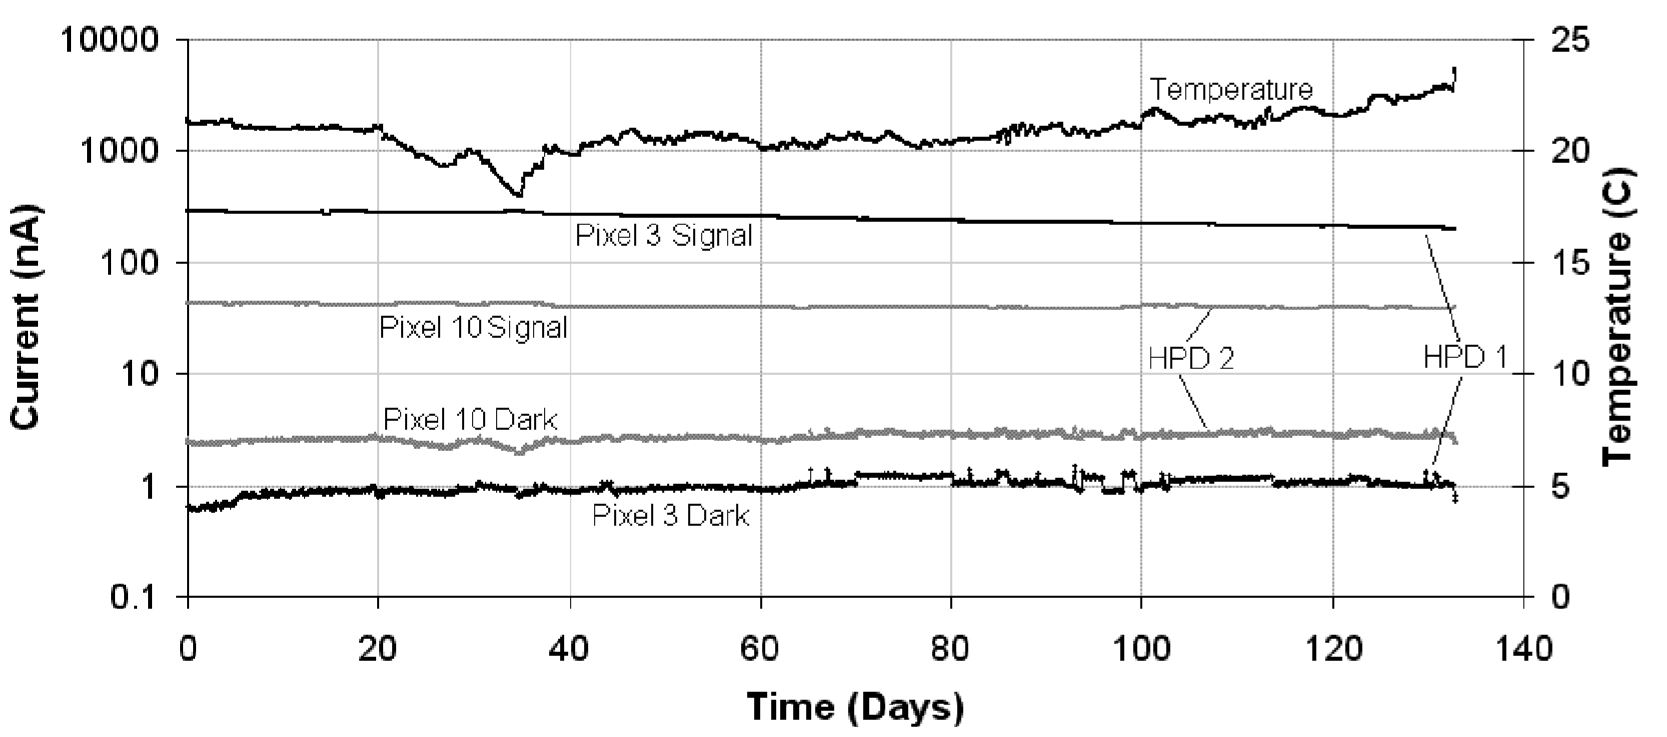 10000
25
Temperature
1000
20
Pixel 3 Signal
100
15
Pixel 10 Signal
HPD 2
HPD 1
10
10
Pixel 10 Dark
1
5
Pixel 3 Dark
0.1
0
0
20
40
60
80
100
120
140
Time (Days)
Current (nA)
Temperature (C)